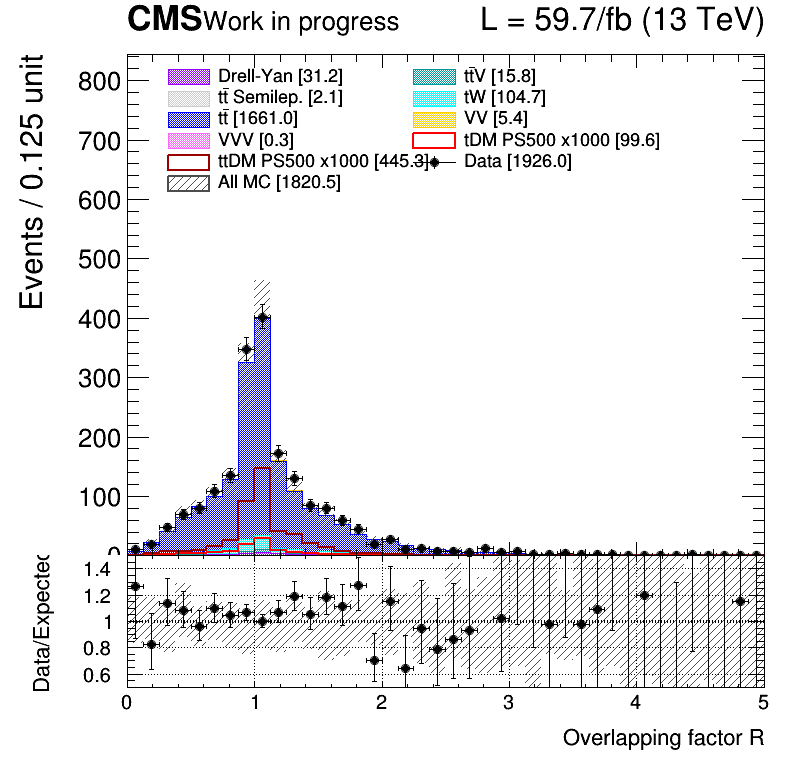 CMS Work in progress L = 59.7/fb (13 TeV)
Events / 0.125 unit
800
700
600
500
400
300
200
100
0
Drell-Yan [31.2]
tt̄V [15.8]
tt̄ Semilep. [2.1]
tW [104.7]
tt̄ [1661.0]
VV [5.4]
VVV [0.3]
tDM PS500 x1000 [99.6]
ttDM PS500 x1000 [445.3]
Data [1926.0]
All MC [1820.5]
Data/Expected
1.4
1.2
1
0.8
0.6
0 1 2 3 4 5
Overlapping factor R